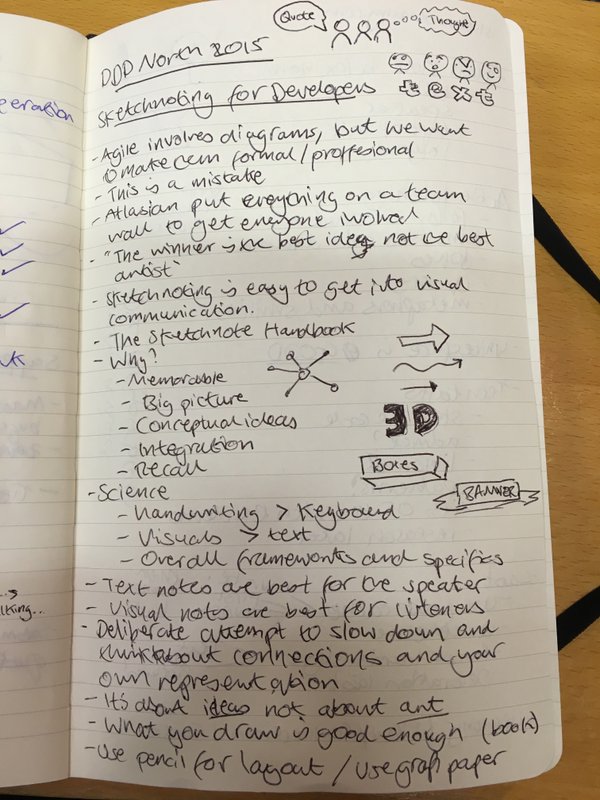 eration
UK
lking...
Quote
Thought
DDD North 2015
text
Sketchnoting for Developers
- Agile involves diagrams, but we want
to make them formal / proffesional
- This is a mistake
- Atlasian put everything on a team
wall to get everyone involved
- "The winner is the best idea, not the best
artist"
- Sketchnoting is easy to get into visual
communication.
- The Sketchnote Handbook
- Why?
- Memorable
- Big picture
- Conceptual ideas
3D
- Integration
- Recall
Boxes
- Science
BANNER
- Handwriting > Keyboard
- Visuals > text
- Overall frameworks and specifics
- Text notes are best for the speaker
- Visual notes are best for listeners
- Deliberate attempt to slow down and
think about connections and your
own representation
- It's about ideas not about art
- What you draw is good enough (book)
- Use pencil for layout / use graph paper